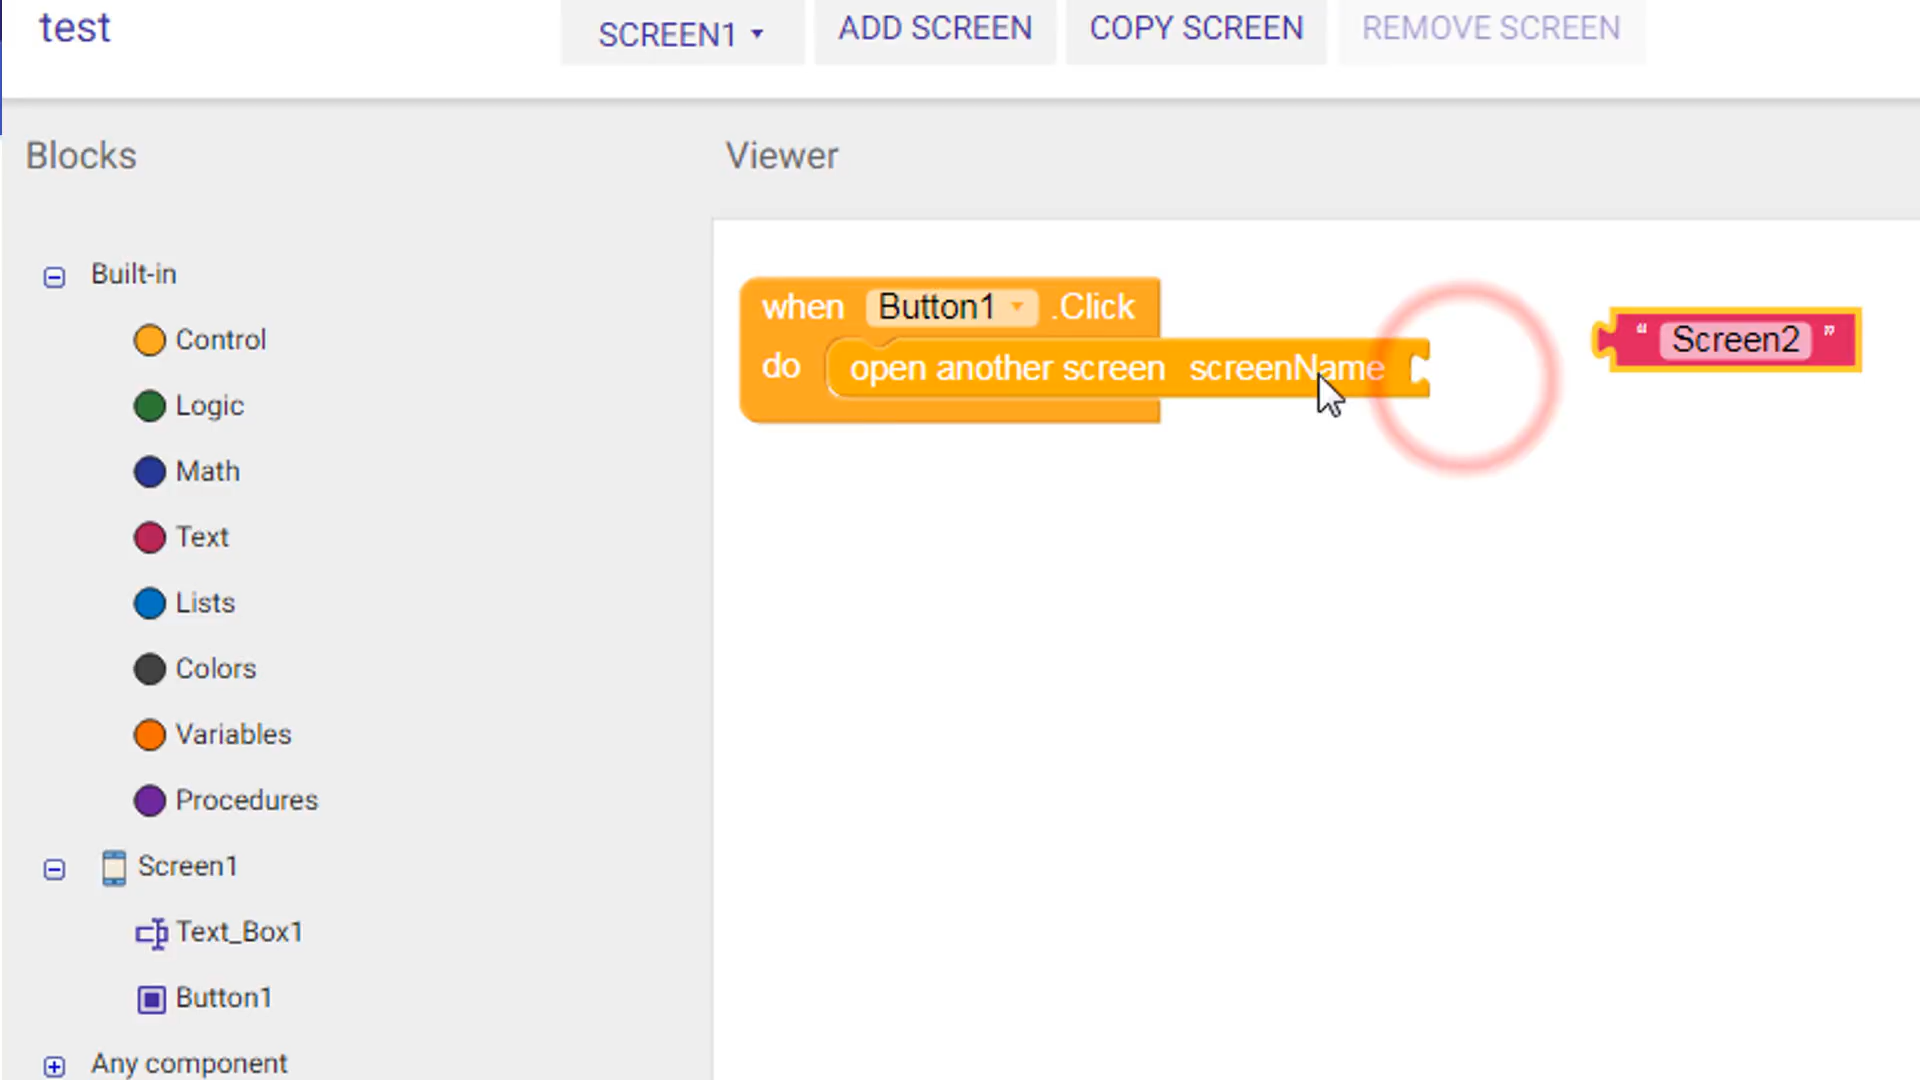 test
SCREEN1
ADD SCREEN
COPY SCREEN
REMOVE SCREEN
Blocks
Viewer
Built-in
Control
Logic
Math
Text
Lists
Colors
Variables
Procedures
Screen1
Text_Box1
Button1
Any component
when Button1 .Click
do open another screen screenName
“ Screen2 ”